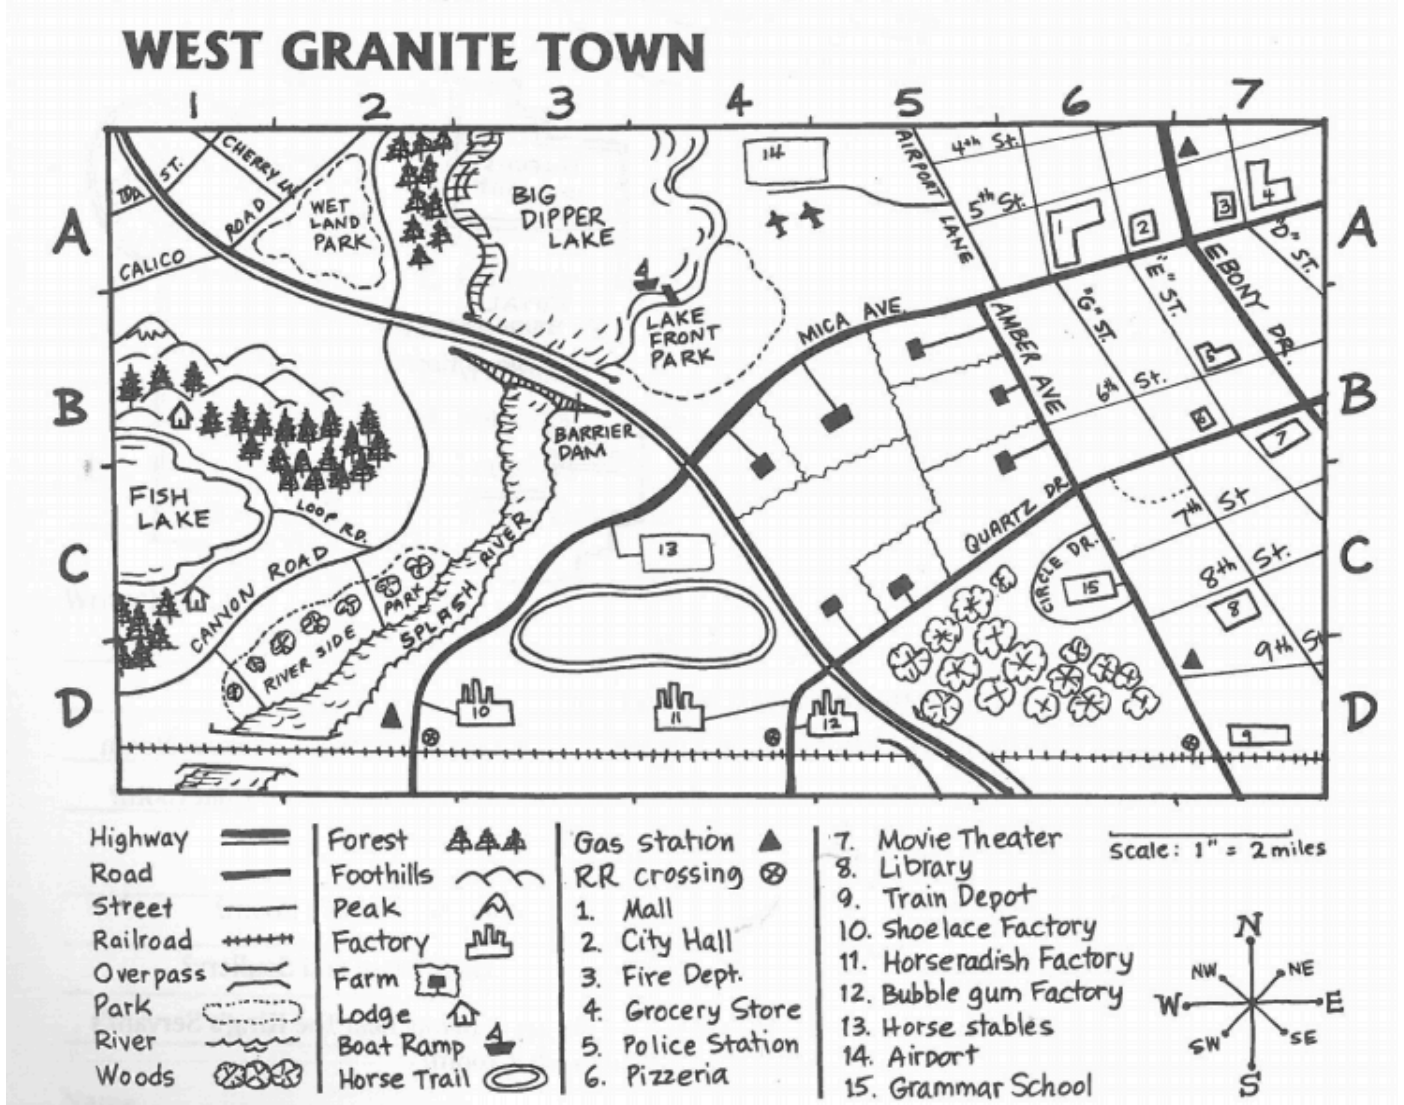 WEST GRANITE TOWN
1 2 3 4 5 6 7
A
B
C
D
A
B
C
D
IDA ST.
CHERRY LN
ROAD
CALICO
WET LAND PARK
BIG DIPPER LAKE
LAKE FRONT PARK
14
AIRPORT LANE
4th St.
5th St.
1
2
3
4
"D" ST.
EBONY DR.
"E" ST.
"G" ST.
MICA AVE.
AMBER AVE
6th St.
5
6
7
BARRIER DAM
FISH LAKE
LOOP RD.
CANYON ROAD
RIVER SIDE PARK
SPLASH RIVER
13
QUARTZ DR.
CIRCLE DR.
15
7th St
8th St.
8
9th St
10
11
12
9
Highway
Road
Street
Railroad
Overpass
Park
River
Woods
Forest
Foothills
Peak
Factory
Farm
Lodge
Boat Ramp
Horse Trail
Gas station
RR crossing
1. Mall
2. City Hall
3. Fire Dept.
4. Grocery Store
5. Police Station
6. Pizzeria
7. Movie Theater
8. Library
9. Train Depot
10. Shoelace Factory
11. Horseradish Factory
12. Bubble gum Factory
13. Horse stables
14. Airport
15. Grammar School
Scale: 1" = 2 miles
N
NW NE
W E
SW SE
S